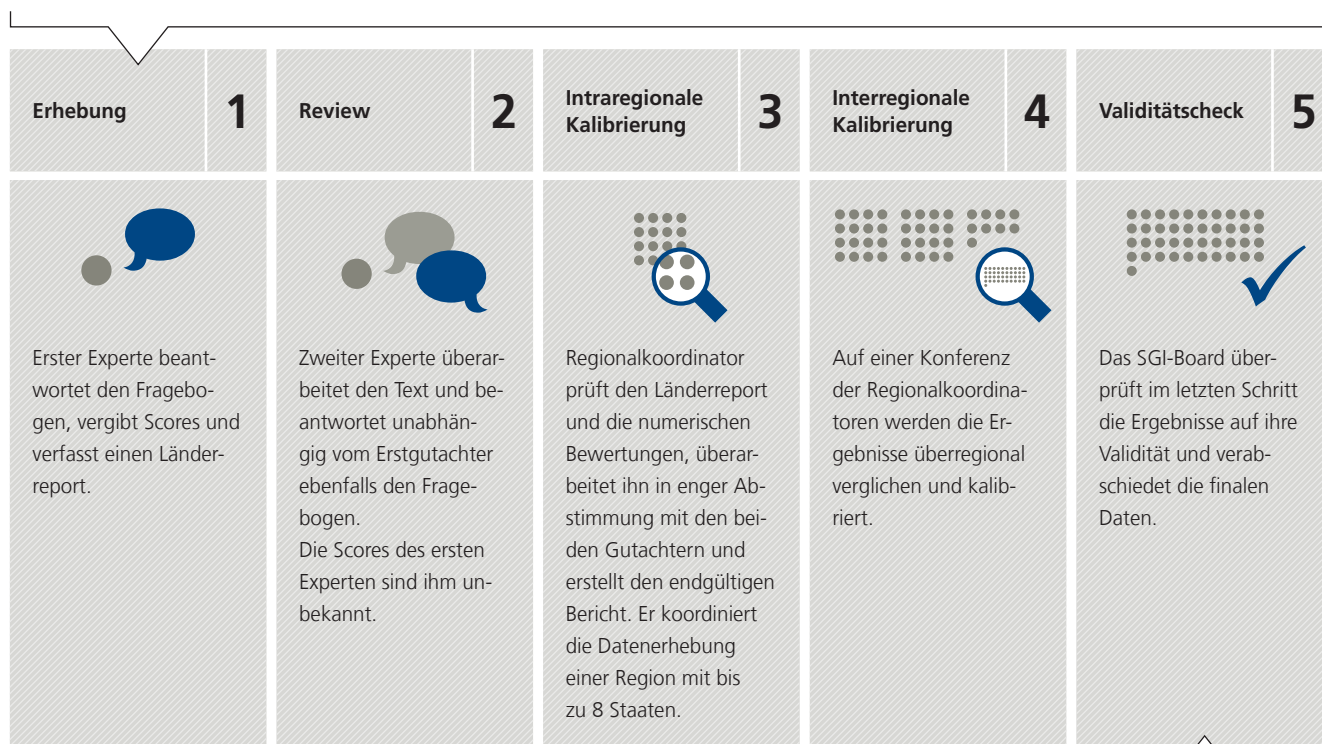 Erhebung
1
Review
2
Intraregionale
Kalibrierung
3
Interregionale
Kalibrierung
4
Validitätscheck
5
Erster Experte beant-
wortet den Fragebo-
gen, vergibt Scores und
verfasst einen Länder-
report.
Zweiter Experte überar-
beitet den Text und be-
antwortet unabhän-
gig vom Erstgutachter
ebenfalls den Frage-
bogen.
Die Scores des ersten
Experten sind ihm un-
bekannt.
Regionalkoordinator
prüft den Länderreport
und die numerischen
Bewertungen, überar-
beitet ihn in enger Ab-
stimmung mit den bei-
den Gutachtern und
erstellt den endgültigen
Bericht. Er koordiniert
die Datenerhebung
einer Region mit bis
zu 8 Staaten.
Auf einer Konferenz
der Regionalkoordina-
toren werden die Er-
gebnisse überregional
verglichen und kalib-
riert.
Das SGI-Board über-
prüft im letzten Schritt
die Ergebnisse auf ihre
Validität und verab-
schiedet die finalen
Daten.